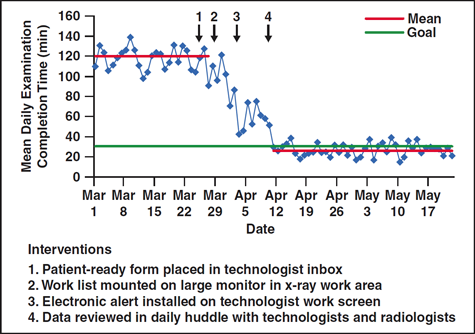 160
140
120
100
80
60
40
20
0
Mean Daily Examination
Completion Time (min)
1 2 3 4
Mean
Goal
Mar Mar Mar Mar Mar Apr Apr Apr Apr May May May
1 8 15 22 29 5 12 19 26 3 10 17
Date
Interventions
1. Patient-ready form placed in technologist inbox
2. Work list mounted on large monitor in x-ray work area
3. Electronic alert installed on technologist work screen
4. Data reviewed in daily huddle with technologists and radiologists